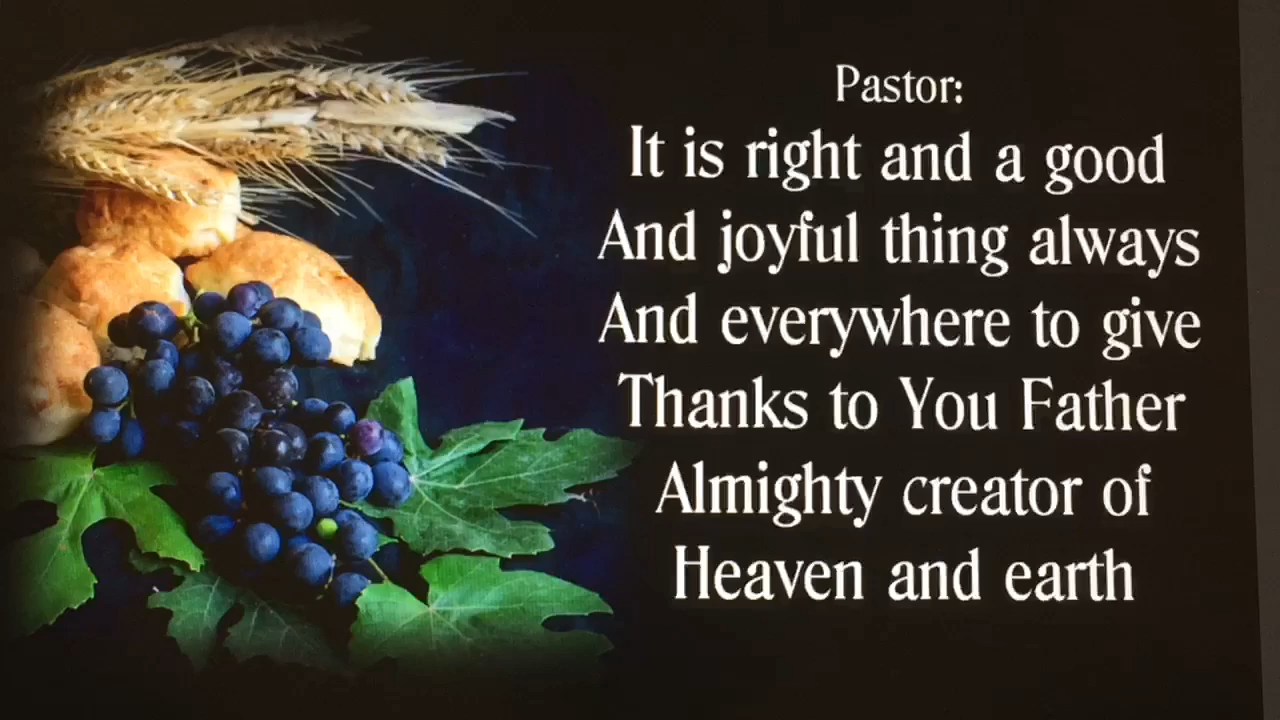 Pastor:
It is right and a good
And joyful thing always
And everywhere to give
Thanks to You Father
Almighty creator of
Heaven and earth